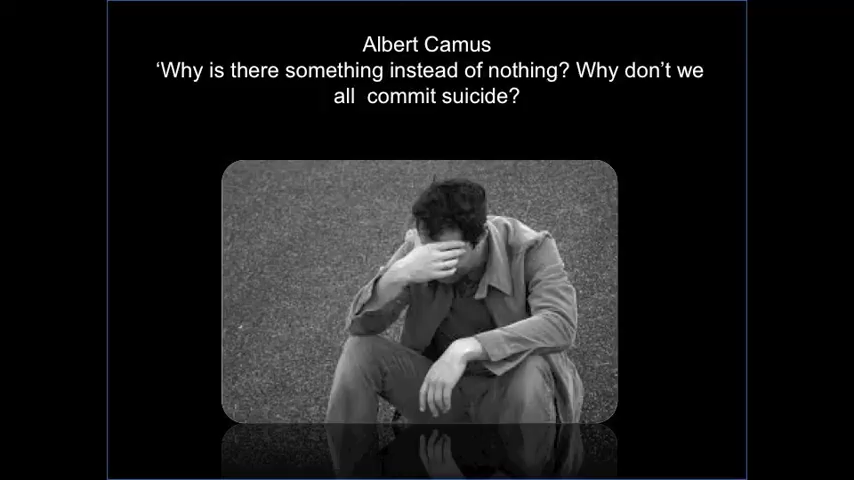 Albert Camus
‘Why is there something instead of nothing? Why don’t we
all  commit suicide?